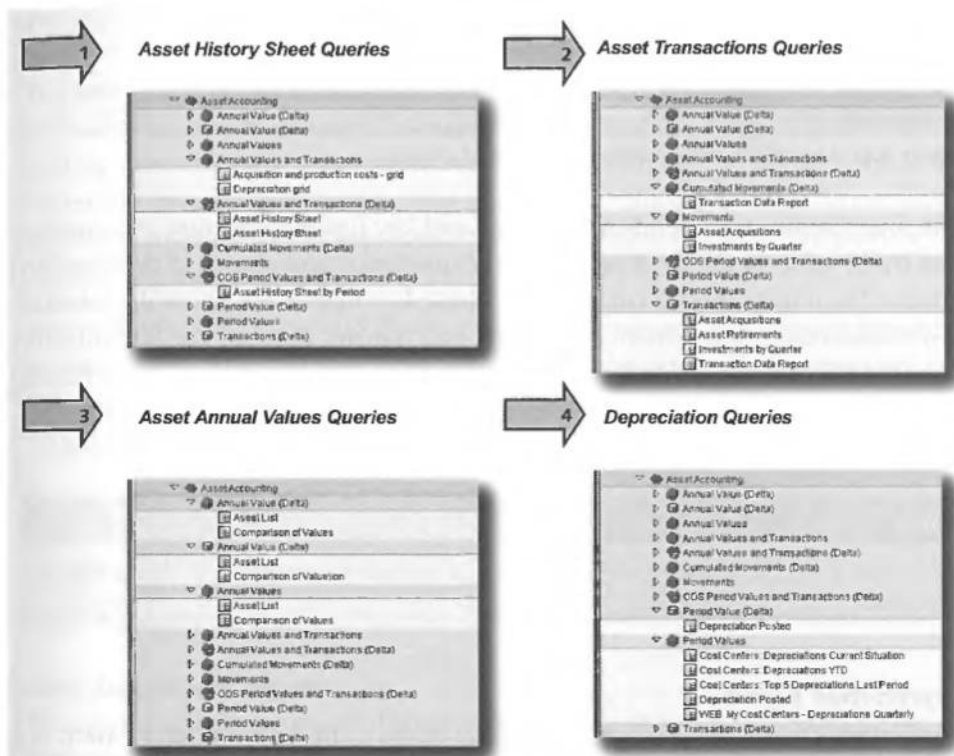 1
Asset History Sheet Queries
Asset Accounting
Annual Value (Delta)
Annual Value (Delta)
Annual Values
Annual Values and Transactions
Acquisition and production costs - grid
Depreciation grid
Annual Values and Transactions (Delta)
Asset History Sheet
Asset History Sheet
Cumulated Movements (Delta)
Movements
ODS Period Values and Transactions (Delta)
Asset History Sheet by Period
Period Value (Delta)
Period Values
Transactions (Delta)
2
Asset Transactions Queries
Asset Accounting
Annual Value (Delta)
Annual Value (Delta)
Annual Values
Annual Values and Transactions
Annual Values and Transactions (Delta)
Cumulated Movements (Delta)
Transaction Data Report
Movements
Asset Acquisitions
Investments by Quarter
ODS Period Values and Transactions (Delta)
Period Value (Delta)
Period Values
Transactions (Delta)
Asset Acquisitions
Asset Retirements
Investments by Quarter
Transaction Data Report
3
Asset Annual Values Queries
Asset Accounting
Annual Value (Delta)
Asset List
Comparison of Values
Annual Value (Delta)
Asset List
Comparison of Valuation
Annual Values
Asset List
Comparison of Values
Annual Values and Transactions
Annual Values and Transactions (Delta)
Cumulated Movements (Delta)
Movements
ODS Period Values and Transactions (Delta)
Period Value (Delta)
Period Values
Transactions (Delta)
4
Depreciation Queries
Asset Accounting
Annual Value (Delta)
Annual Value (Delta)
Annual Values
Annual Values and Transactions
Annual Values and Transactions (Delta)
Cumulated Movements (Delta)
Movements
ODS Period Values and Transactions (Delta)
Period Value (Delta)
Depreciation Posted
Period Values
Cost Centers: Depreciations Current Situation
Cost Centers: Depreciations YTD
Cost Centers: Top 5 Depreciations Last Period
Depreciation Posted
WEB: My Cost Centers - Depreciations Quarterly
Transactions (Delta)